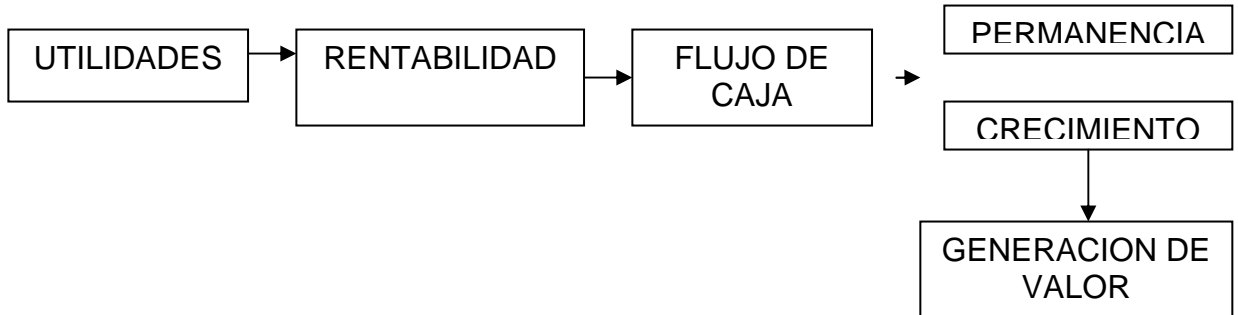 UTILIDADES
RENTABILIDAD
FLUJO DE
CAJA
PERMANENCIA
CRECIMIENTO
GENERACION DE
VALOR